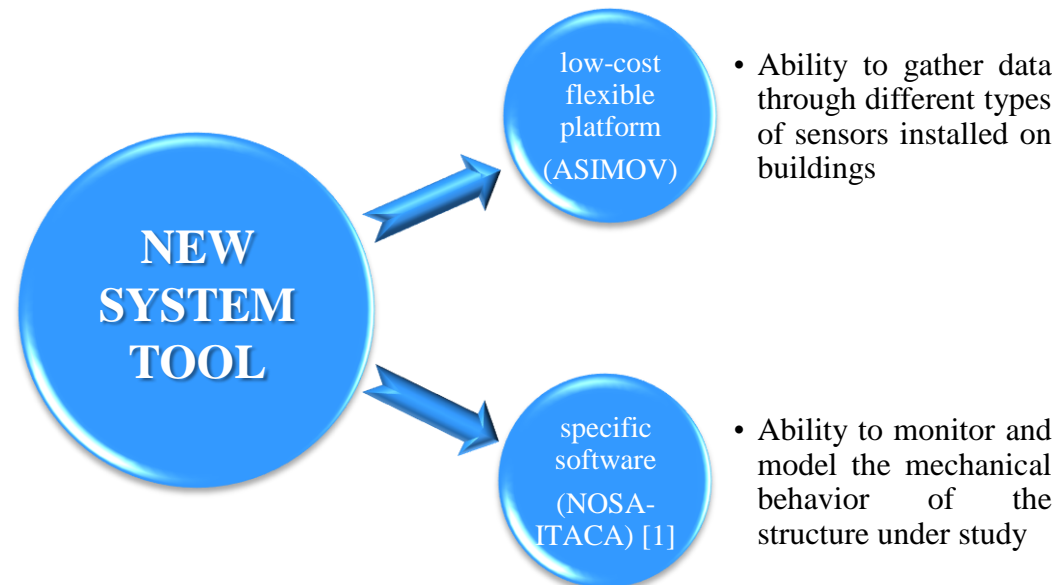 NEW
SYSTEM
TOOL
low-cost
flexible
platform
(ASIMOV)
• Ability to gather data
through different types
of sensors installed on
buildings
specific
software
(NOSA-
ITACA) [1]
• Ability to monitor and
model the mechanical
behavior of the
structure under study